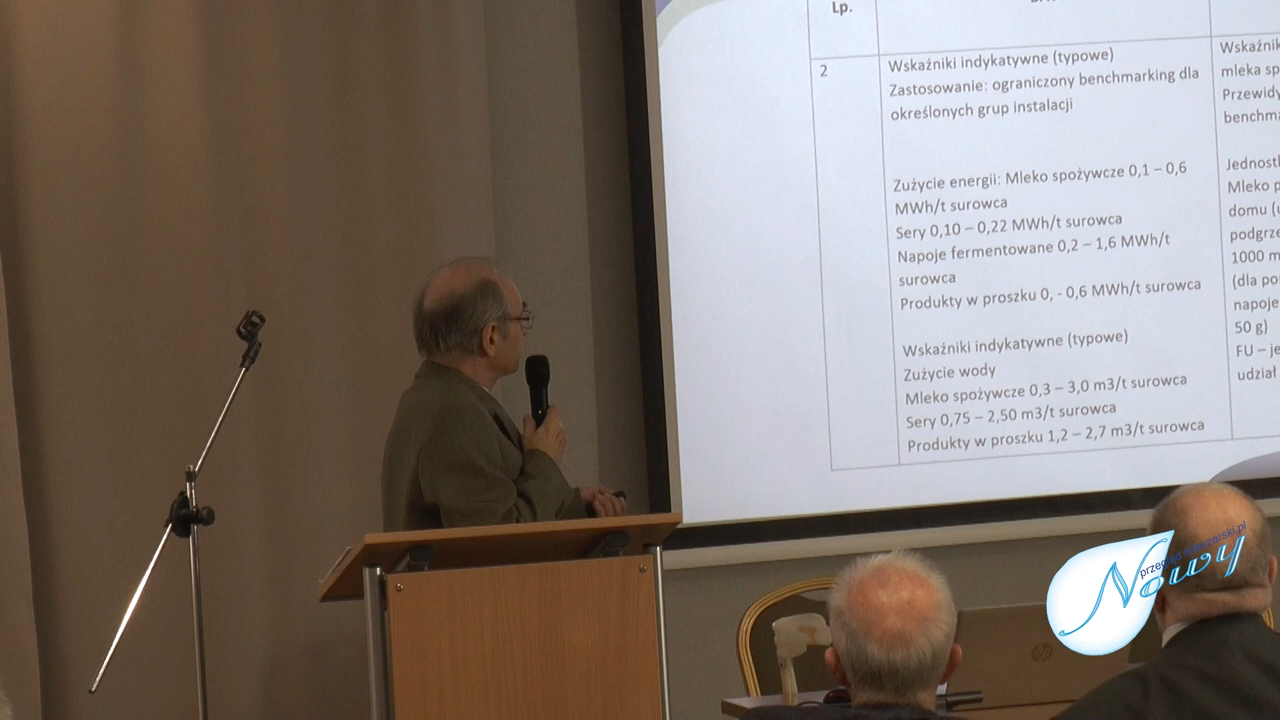 Lp.
2
Wskaźniki indykatywne (typowe)
Zastosowanie: ograniczony benchmarking dla
określonych grup instalacji
Zużycie energii: Mleko spożywcze 0,1 – 0,6
MWh/t surowca
Sery 0,10 – 0,22 MWh/t surowca
Napoje fermentowane 0,2 – 1,6 MWh/t
surowca
Produkty w proszku 0, - 0,6 MWh/t surowca
Wskaźniki indykatywne (typowe)
Zużycie wody
Mleko spożywcze 0,3 – 3,0 m3/t surowca
Sery 0,75 – 2,50 m3/t surowca
Produkty w proszku 1,2 – 2,7 m3/t surowca
Wskaźnik
mleka sp
Przewidy
benchma
Jednostk
Mleko p
domu (u
podgrze
1000 m
(dla po
napoje
50 g)
FU – je
udział
hp
Nowy